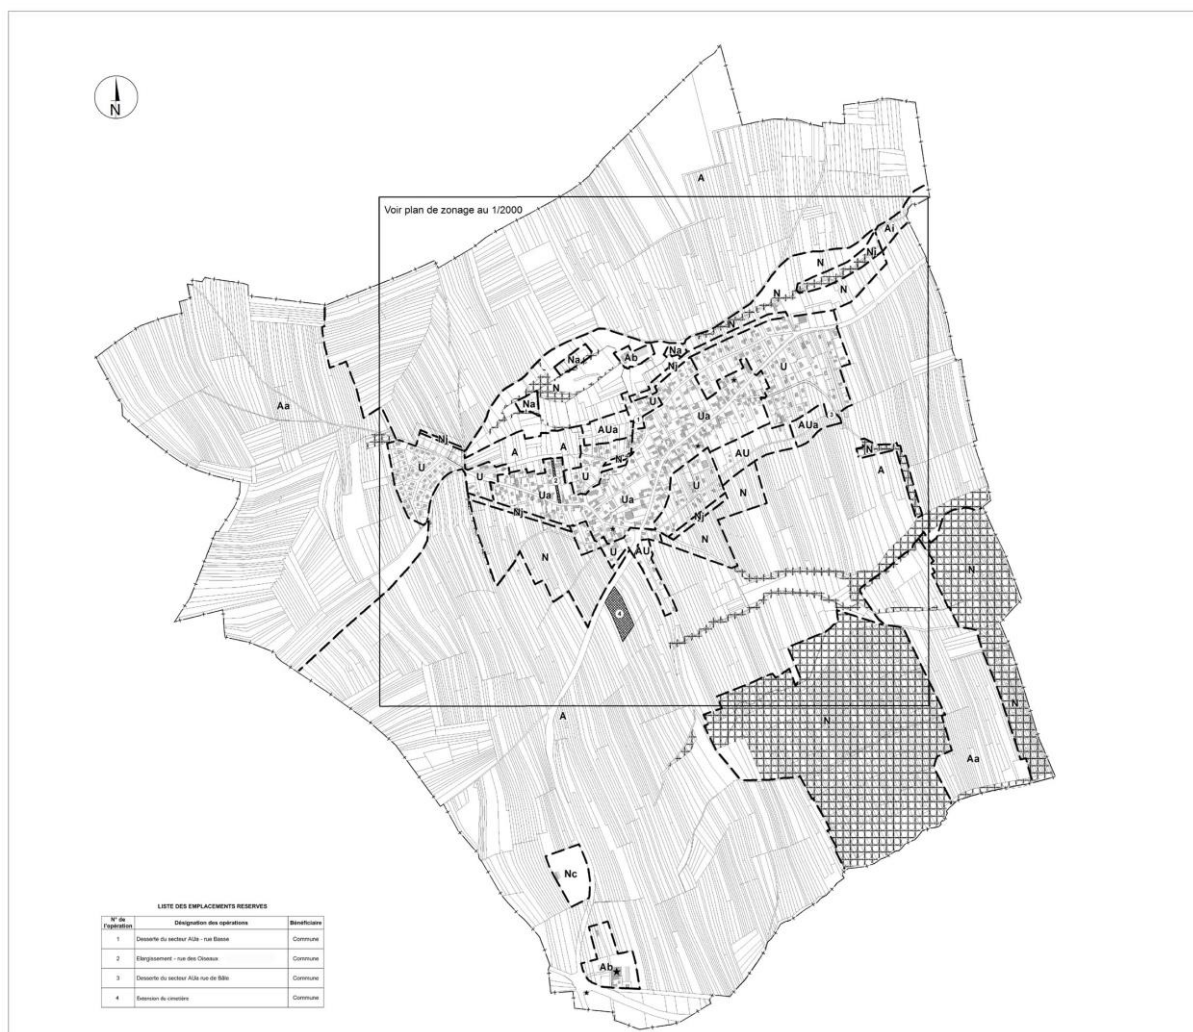 N
A
Voir plan de zonage au 1/2000
Ai
Nj
N
N
N
N
Na
Ab
Na
Nj
U
N
Na
U
Ua
Aa
AUa
AUa
Nj
A
A
AU
N
A
U
U
U
N
Ua
Ua
U
N
Nj
Nj
N
N
U
AU
N
4
A
N
N
Aa
Nc
Ab
LISTE DES EMPLACEMENTS RESERVES
N° de l'opération Désignation des opérations Bénéficiaire
1 Desserte du secteur AUa - rue Basse Commune
2 Elargissement - rue des Oiseaux Commune
3 Desserte du secteur AUa rue de Bâle Commune
4 Extension du cimetière Commune